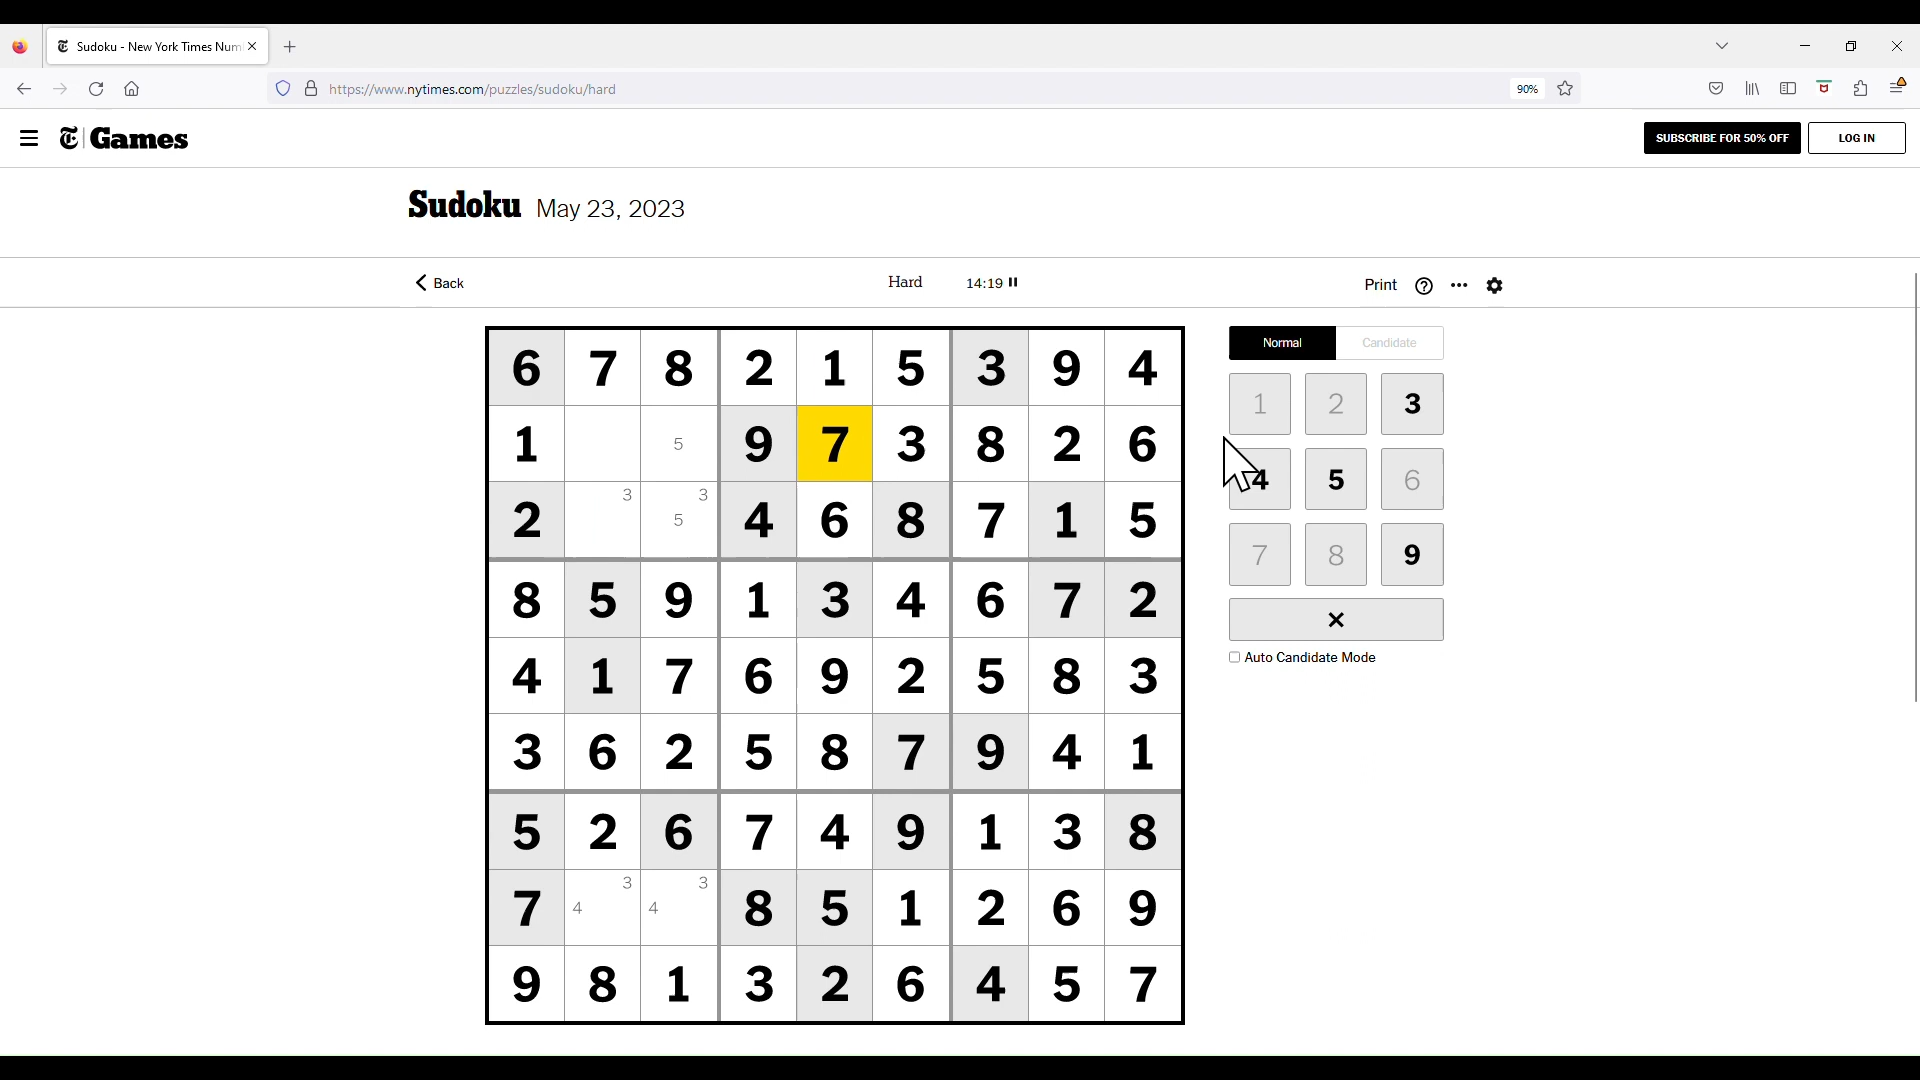 Sudoku - New York Times Num
https://www.nytimes.com/puzzles/sudoku/hard
90%
Games
SUBSCRIBE FOR 50% OFF
LOG IN
Sudoku May 23, 2023
Back
Hard
14:19
Print
6 7 8 2 1 5 3 9 4
1 5 9 7 3 8 2 6
2 3 3 5 4 6 8 7 1 5
8 5 9 1 3 4 6 7 2
4 1 7 6 9 2 5 8 3
3 6 2 5 8 7 9 4 1
5 2 6 7 4 9 1 3 8
7 3 4 3 4 8 5 1 2 6 9
9 8 1 3 2 6 4 5 7
Normal Candidate
1 2 3
4 5 6
7 8 9
Auto Candidate Mode